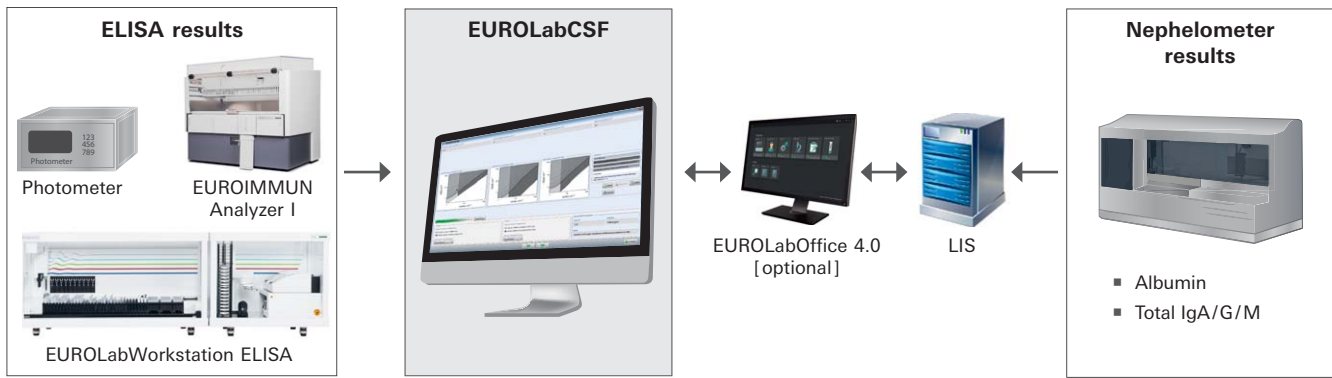 ELISA results
Photometer
123
456
789
Photometer
EUROIMMUN
Analyzer I
EUROLabWorkstation ELISA
EUROLabCSF
EUROLabOffice 4.0
[optional]
LIS
Nephelometer
results
▪ Albumin
▪ Total IgA/G/M